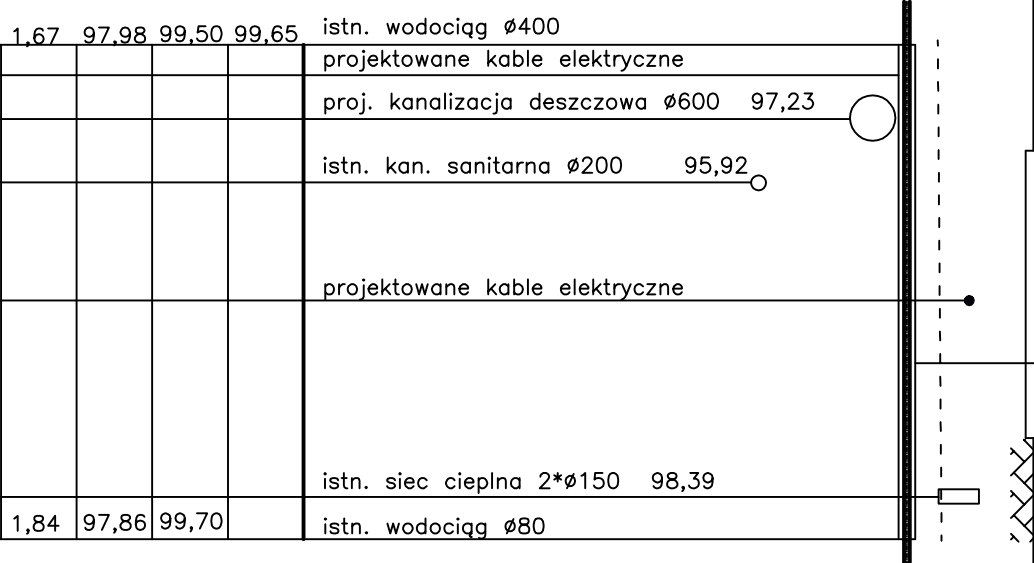 1,67 97,98 99,50 99,65 istn. wodociąg ø400
projektowane kable elektryczne
proj. kanalizacja deszczowa ø600 97,23
istn. kan. sanitarna ø200 95,92
projektowane kable elektryczne
istn. siec cieplna 2*ø150 98,39
1,84 97,86 99,70 istn. wodociąg ø80